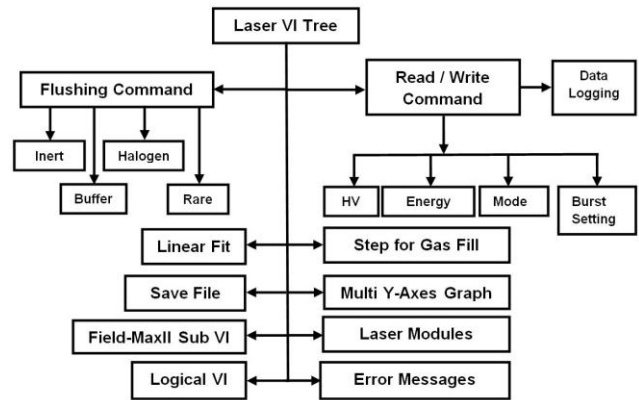 Laser VI Tree
Flushing Command
Read / Write
Command
Data
Logging
Inert
Halogen
Buffer
Rare
HV
Energy
Mode
Burst
Setting
Linear Fit
Step for Gas Fill
Save File
Multi Y-Axes Graph
Field-MaxII Sub VI
Laser Modules
Logical VI
Error Messages